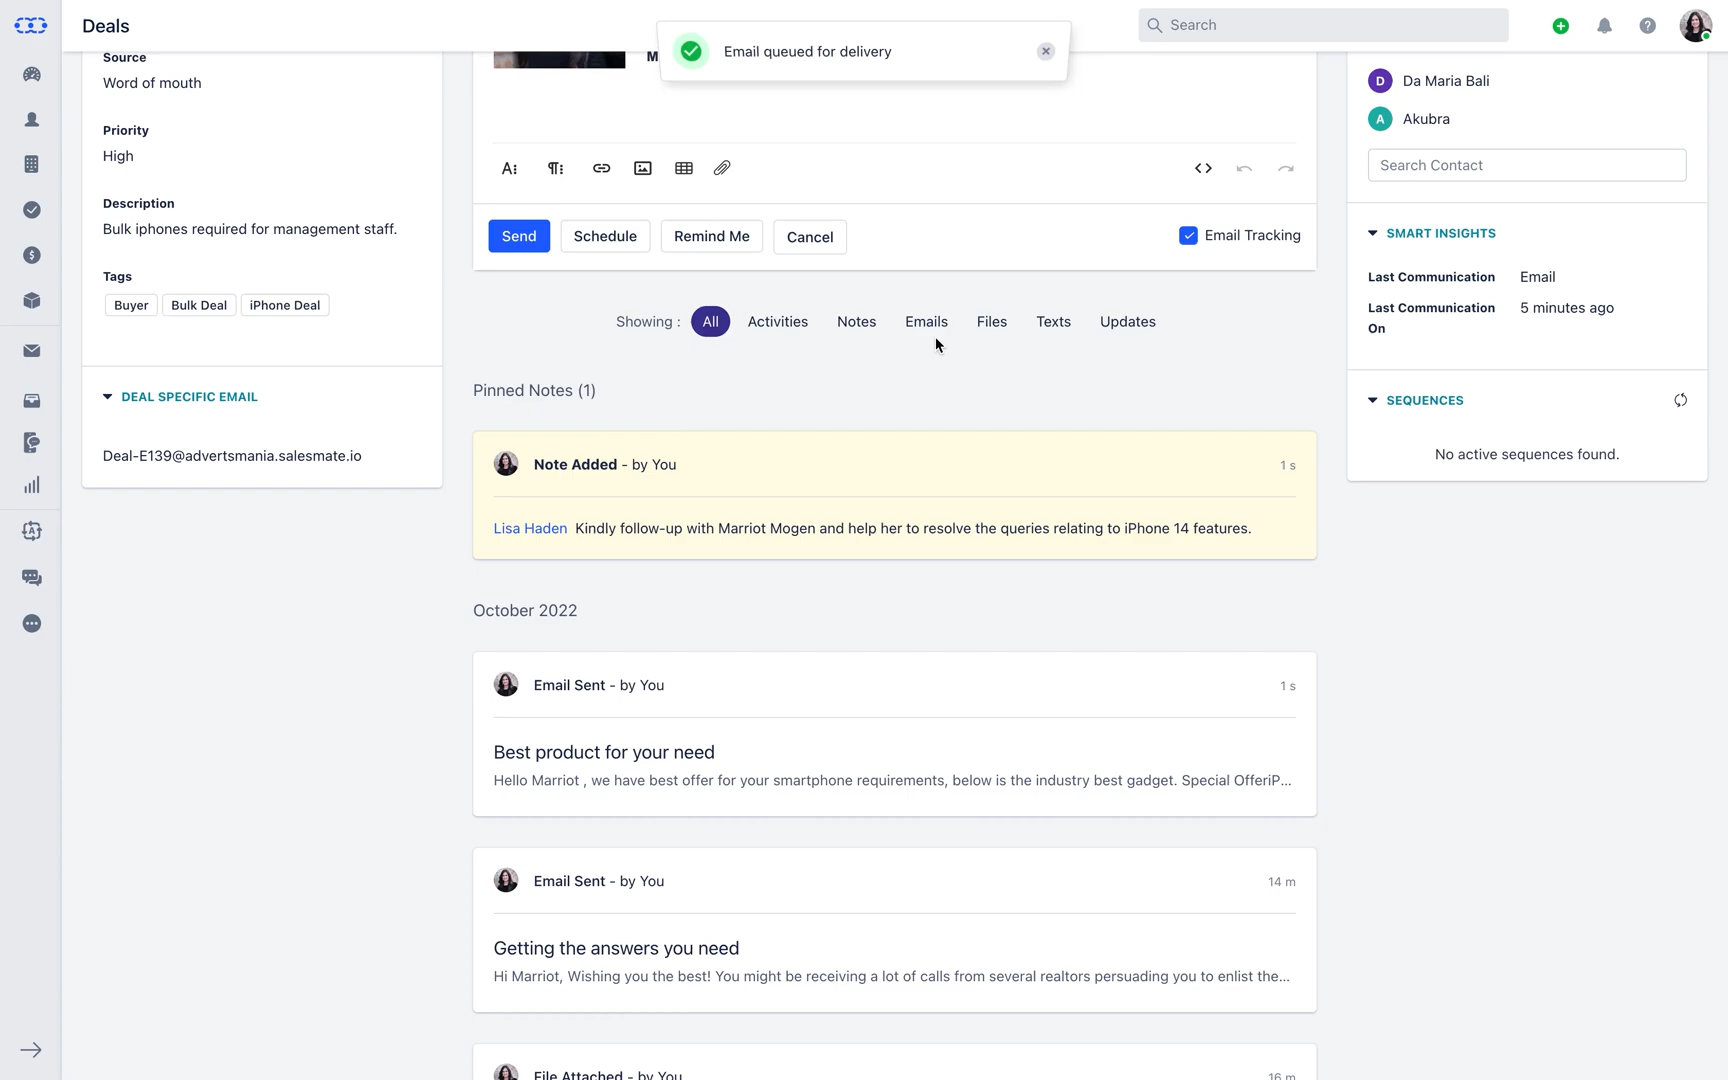 Deals
Search
Email queued for delivery
Source
Word of mouth
Priority
High
Description
Bulk iphones required for management staff.
Tags
Buyer
Bulk Deal
iPhone Deal
DEAL SPECIFIC EMAIL
Deal-E139@advertsmania.salesmate.io
M
Send
Schedule
Remind Me
Cancel
Email Tracking
Showing :
All
Activities
Notes
Emails
Files
Texts
Updates
Pinned Notes (1)
Note Added - by You
1 s
Lisa Haden Kindly follow-up with Marriot Mogen and help her to resolve the queries relating to iPhone 14 features.
October 2022
Email Sent - by You
1 s
Best product for your need
Hello Marriot , we have best offer for your smartphone requirements, below is the industry best gadget. Special OfferiP...
Email Sent - by You
14 m
Getting the answers you need
Hi Marriot, Wishing you the best! You might be receiving a lot of calls from several realtors persuading you to enlist the...
File Attached - by You
16 m
D
Da Maria Bali
A
Akubra
Search Contact
SMART INSIGHTS
Last Communication
Email
Last Communication
On
5 minutes ago
SEQUENCES
No active sequences found.